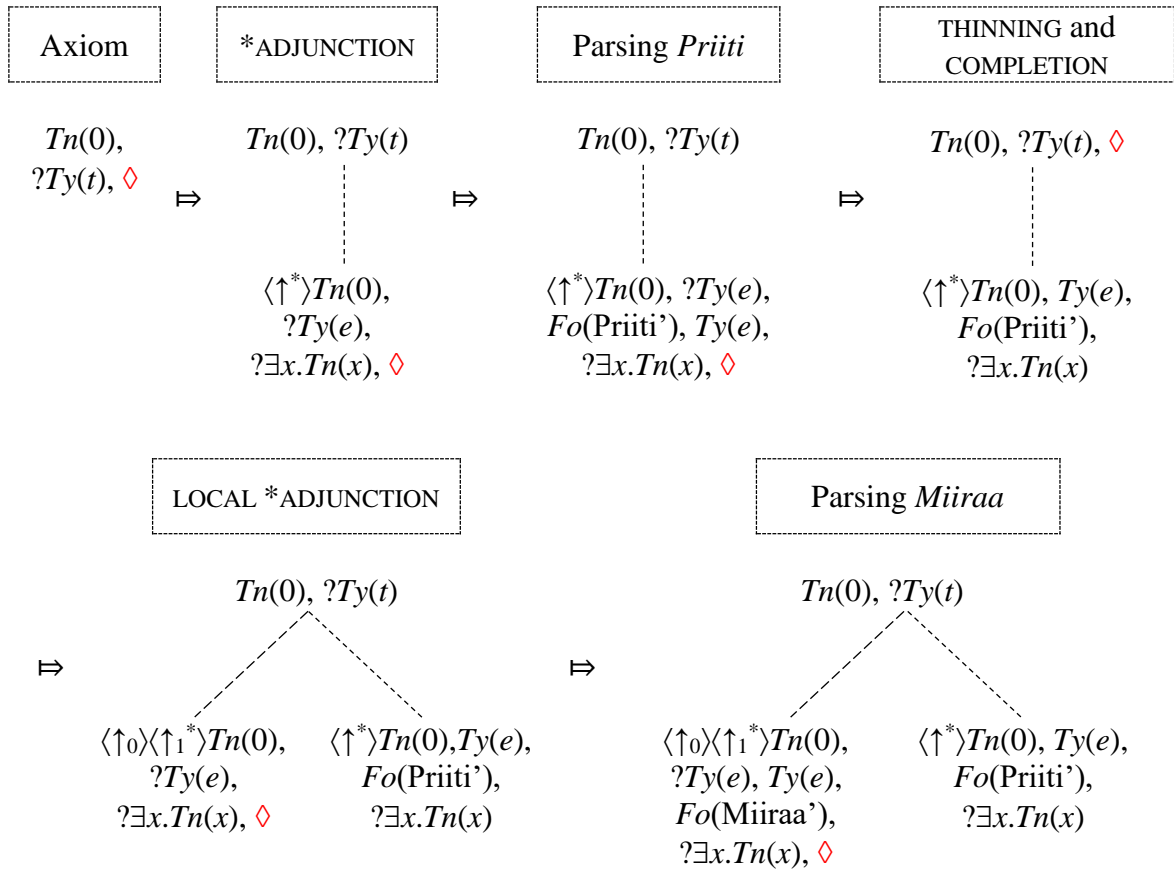 Axiom
*ADJUNCTION
Parsing Priiti
THINNING and
COMPLETION
Tn(0),
?Ty(t), ◊
⤇
Tn(0), ?Ty(t)
⟨↑*⟩Tn(0),
?Ty(e),
?∃x.Tn(x), ◊
⤇
Tn(0), ?Ty(t)
⟨↑*⟩Tn(0), ?Ty(e),
Fo(Priiti’), Ty(e),
?∃x.Tn(x), ◊
⤇
Tn(0), ?Ty(t), ◊
⟨↑*⟩Tn(0), Ty(e),
Fo(Priiti’),
?∃x.Tn(x)
LOCAL *ADJUNCTION
Parsing Miiraa
⤇
Tn(0), ?Ty(t)
⟨↑₀⟩⟨↑₁*⟩Tn(0),
?Ty(e),
?∃x.Tn(x), ◊
⟨↑*⟩Tn(0),Ty(e),
Fo(Priiti’),
?∃x.Tn(x)
⤇
Tn(0), ?Ty(t)
⟨↑₀⟩⟨↑₁*⟩Tn(0),
?Ty(e), Ty(e),
Fo(Miiraa’),
?∃x.Tn(x), ◊
⟨↑*⟩Tn(0), Ty(e),
Fo(Priiti’),
?∃x.Tn(x)